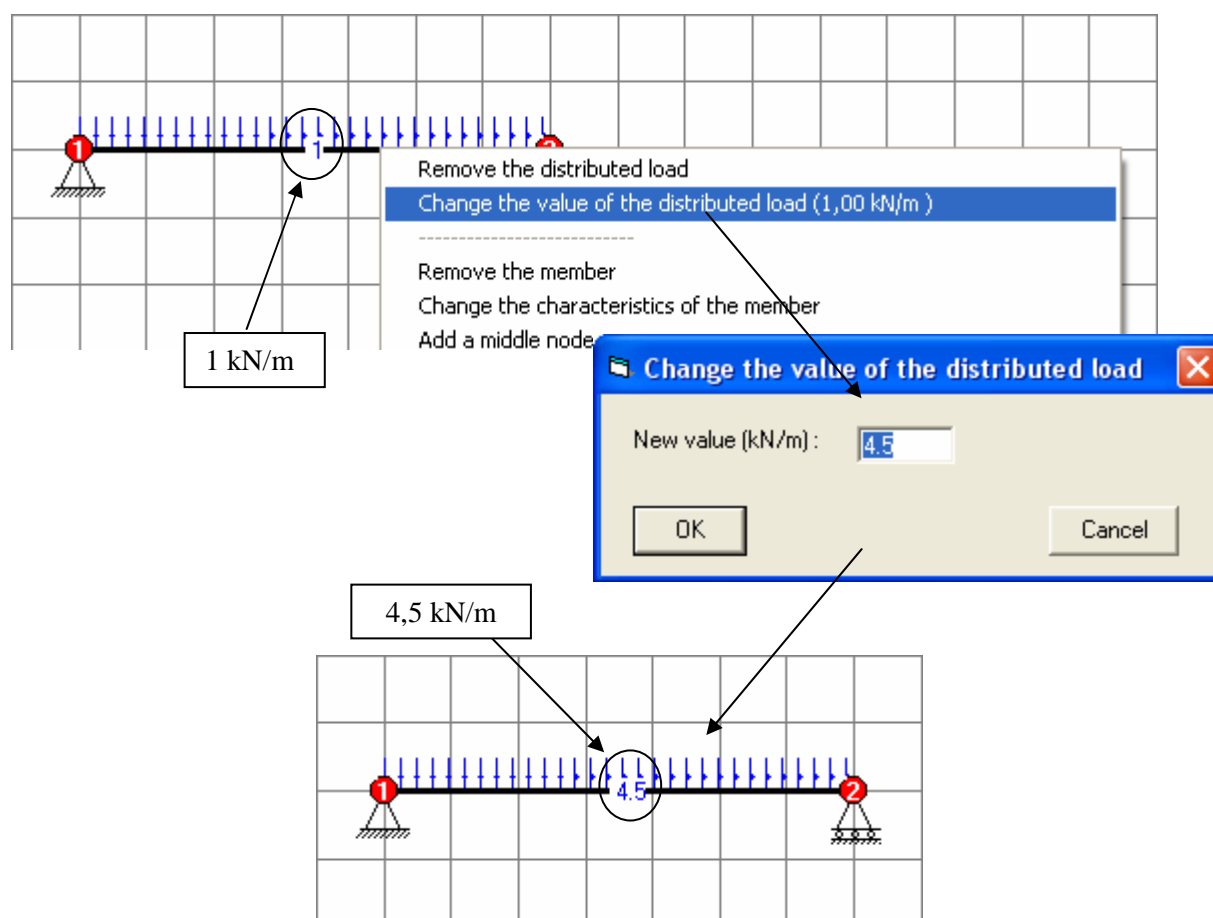 1
1
2
Remove the distributed load
Change the value of the distributed load (1,00 kN/m )
---------------------------
Remove the member
Change the characteristics of the member
Add a middle node
1 kN/m
Change the value of the distributed load
New value (kN/m) :
4.5
OK
Cancel
4,5 kN/m
1
4.5
2